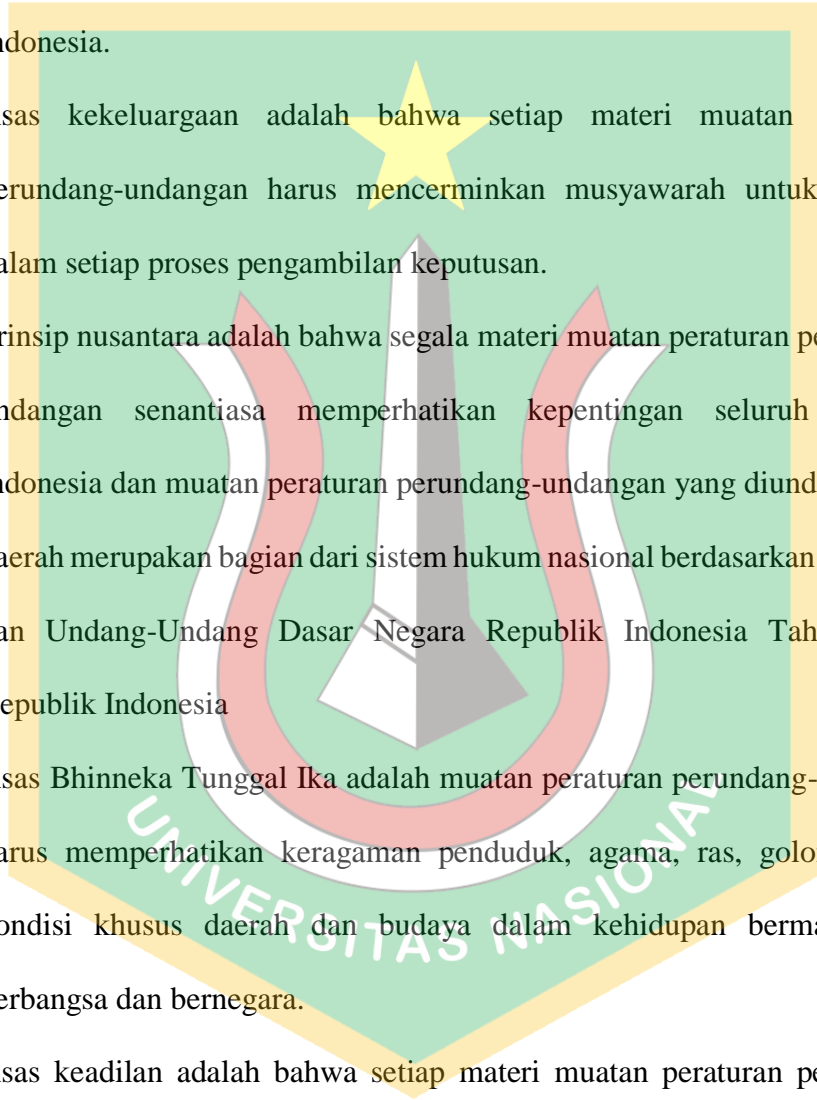 ndonesia.
sas kekeluargaan adalah bahwa setiap materi muatan
erundang-undangan harus mencerminkan musyawarah untuk
alam setiap proses pengambilan keputusan.
rinsip nusantara adalah bahwa segala materi muatan peraturan pe
ndangan senantiasa memperhatikan kepentingan seluruh
ndonesia dan muatan peraturan perundang-undangan yang diund
aerah merupakan bagian dari sistem hukum nasional berdasarkan
an Undang-Undang Dasar Negara Republik Indonesia Tah
epublik Indonesia
sas Bhinneka Tunggal Ika adalah muatan peraturan perundang-
arus memperhatikan keragaman penduduk, agama, ras, golo
ondisi khusus daerah dan budaya dalam kehidupan berma
erbangsa dan bernegara.
sas keadilan adalah bahwa setiap materi muatan peraturan pe
UNIVERSITAS NASIONAL